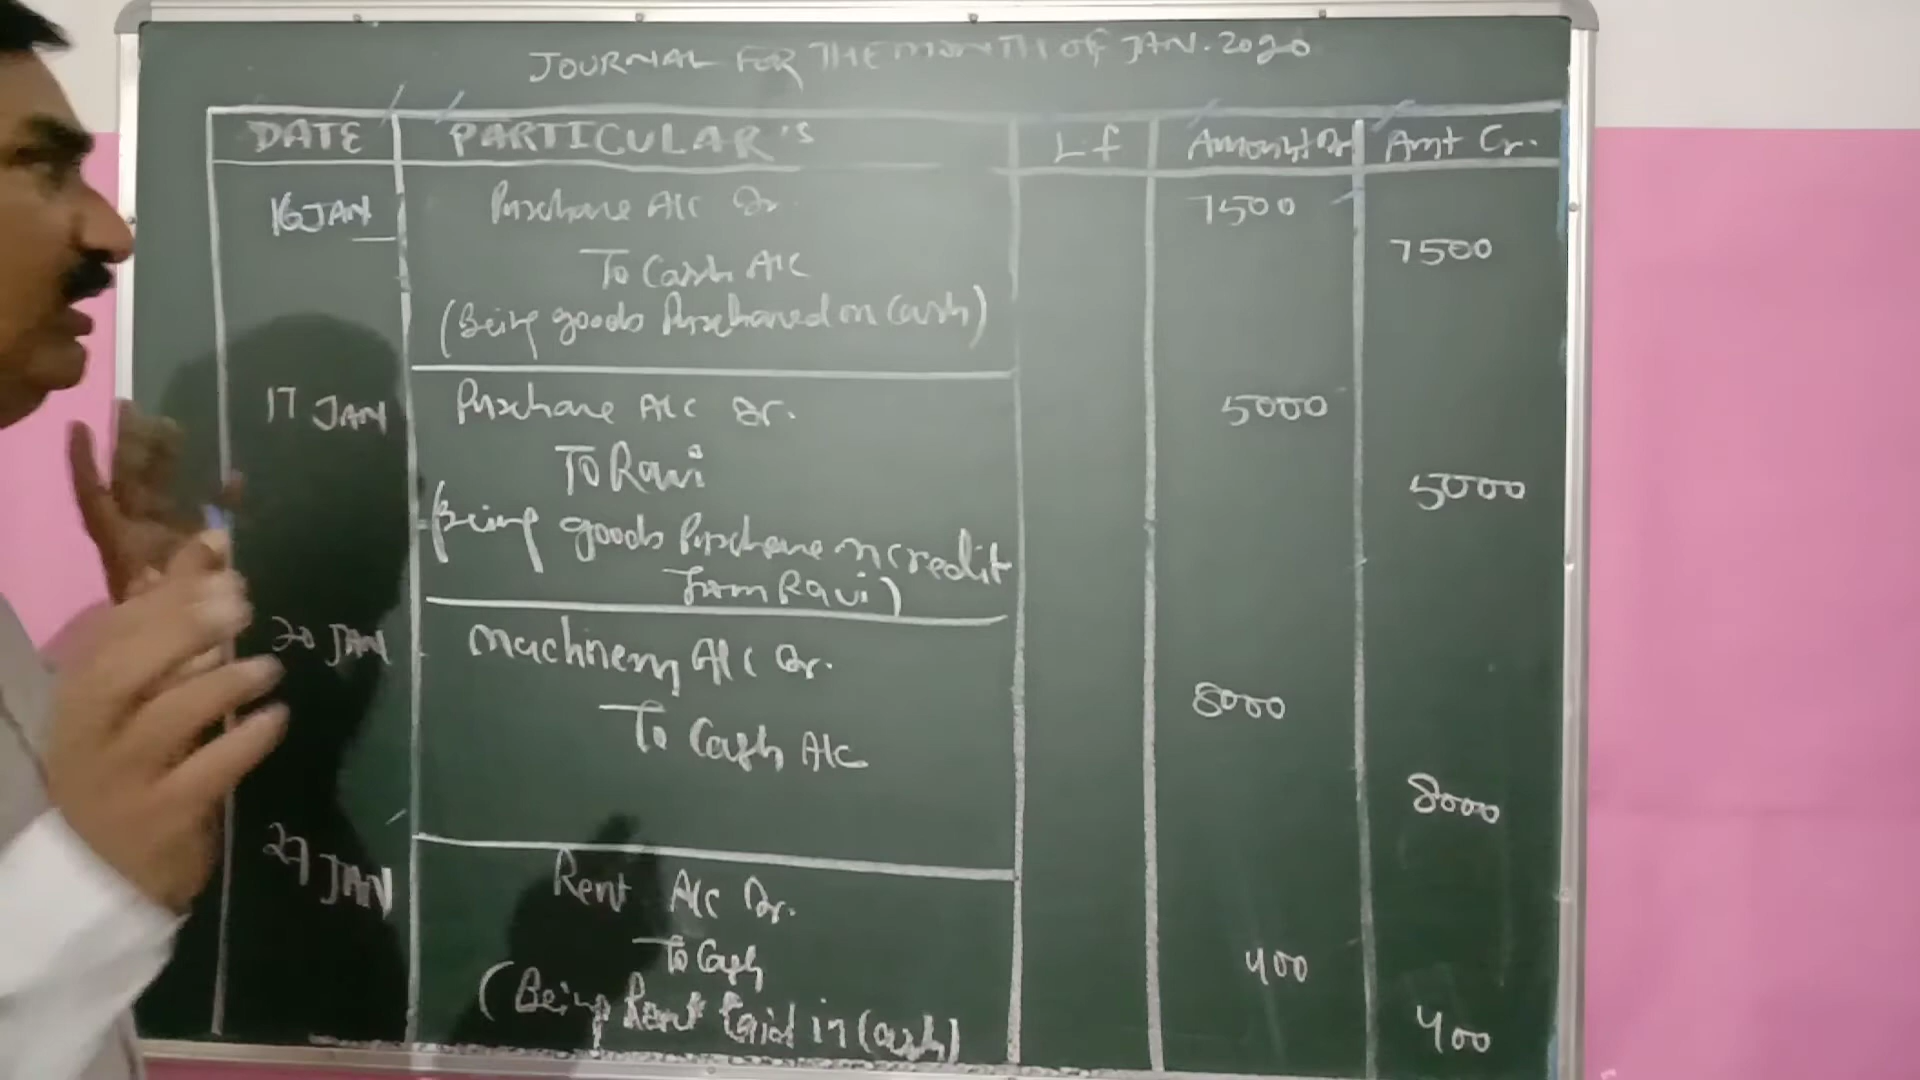 JOURNAL FOR THE MONTH OF JAN. 2020
DATE PARTICULAR'S L f Amount Dr Amt Cr.
16 JAN Purchase A/c Dr. 7500
To Cash A/c 7500
(Being goods Purchased on Cash)
17 JAN Purchase A/c Dr. 5000
To Ravi 5000
(Being goods Purchase n credit
from Ravi)
20 JAN Machinery A/c Dr. 8000
To Cash A/c 8000
27 JAN Rent A/c Dr.
To Cash 400
(Being Rent Paid in Cash) 400